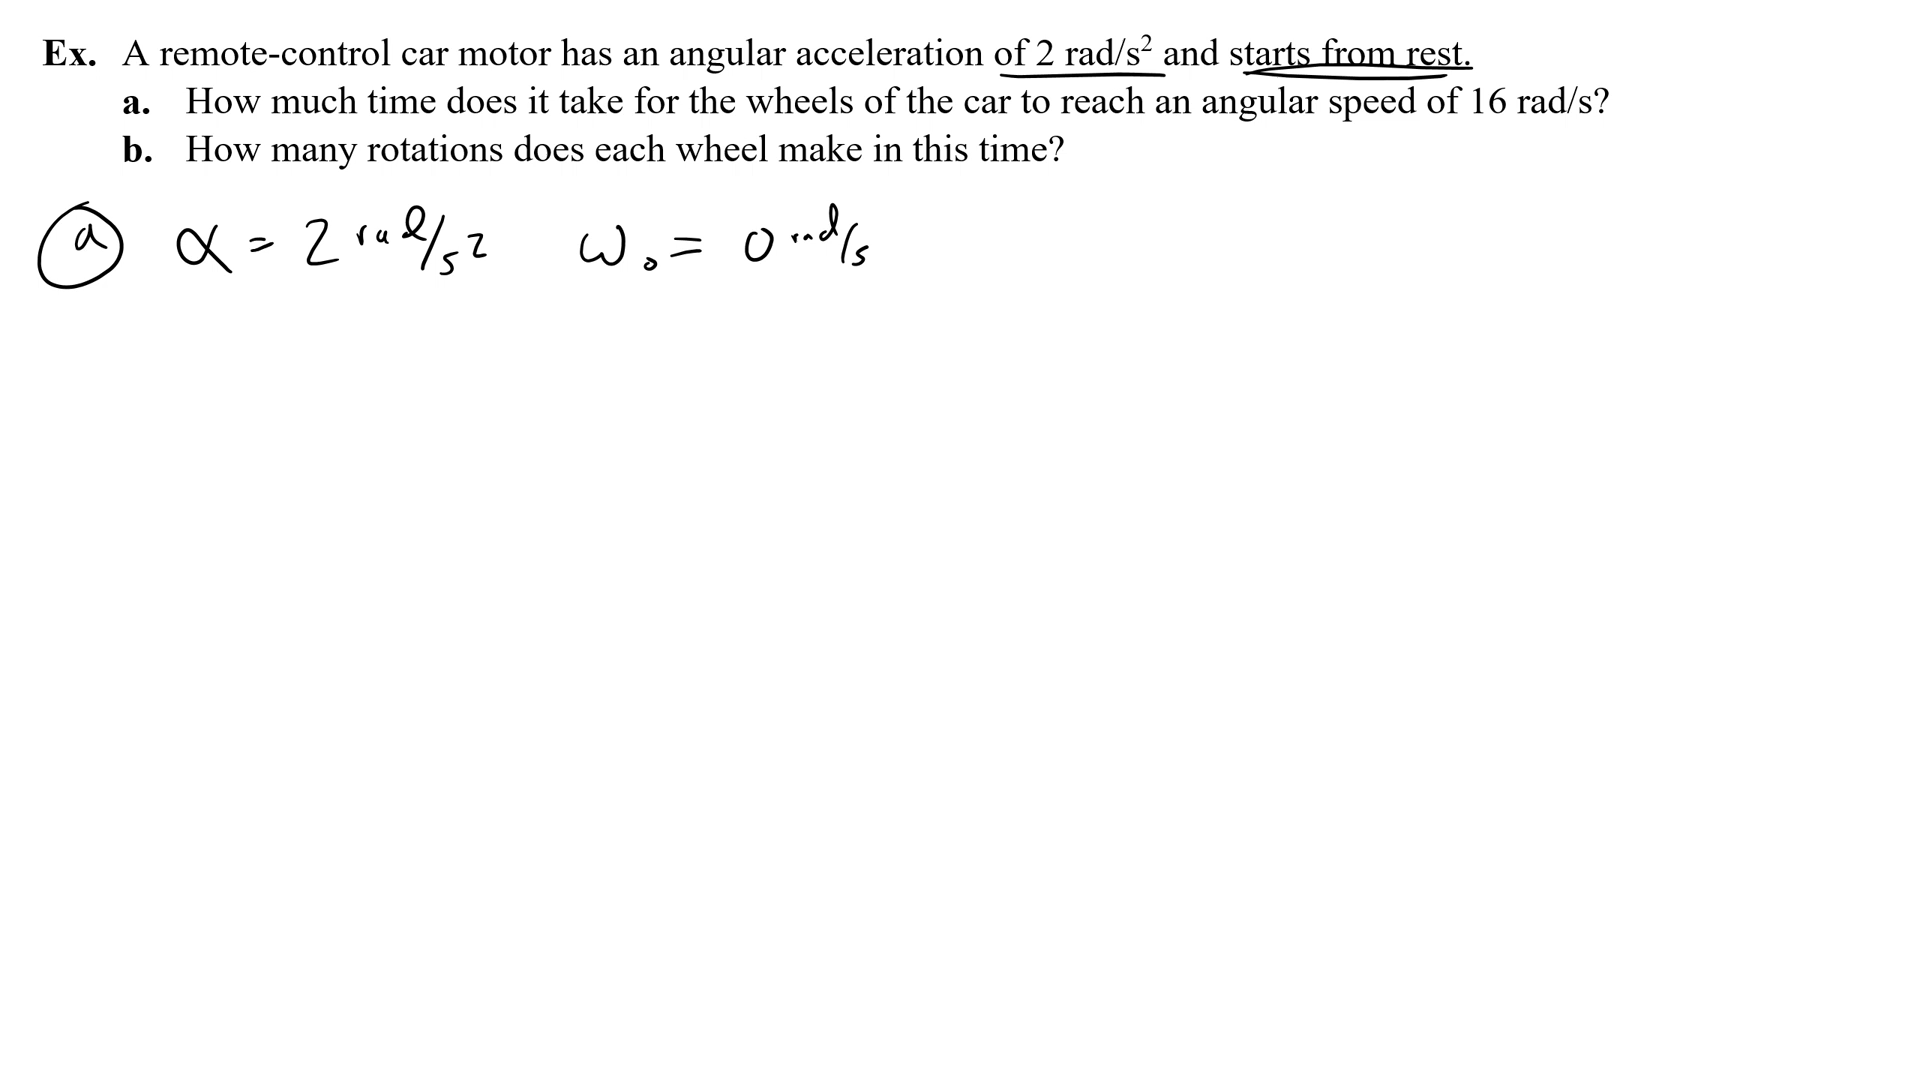 Ex. A remote-control car motor has an angular acceleration of 2 rad/s² and starts from rest.
a. How much time does it take for the wheels of the car to reach an angular speed of 16 rad/s?
b. How many rotations does each wheel make in this time?
a α = 2 rad/s² ω₀ = 0 rad/s